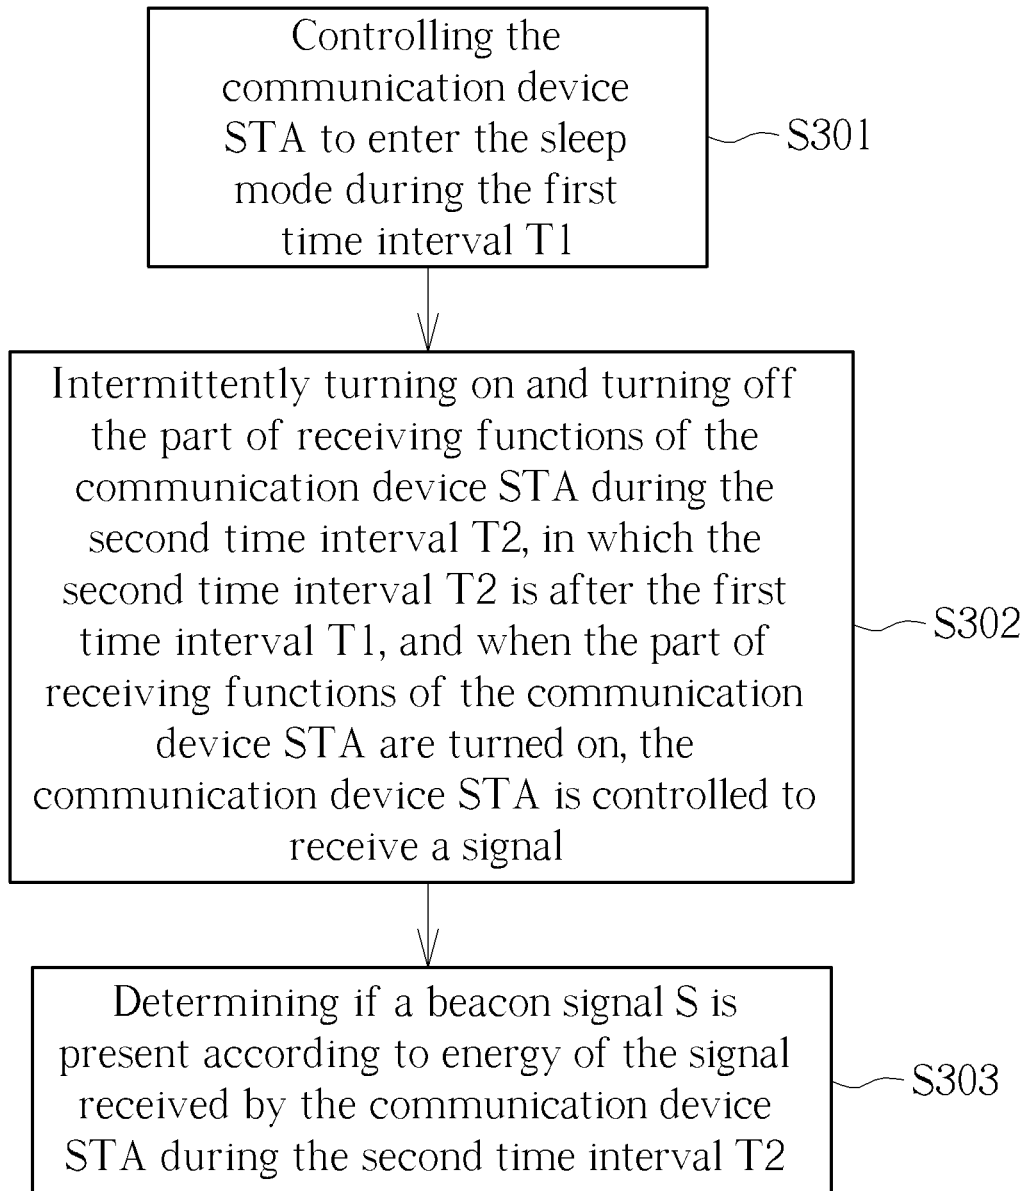 Controlling the
communication device
STA to enter the sleep
mode during the first
time interval T1
S301
Intermittently turning on and turning off
the part of receiving functions of the
communication device STA during the
second time interval T2, in which the
second time interval T2 is after the first
time interval T1, and when the part of
receiving functions of the communication
device STA are turned on, the
communication device STA is controlled to
receive a signal
S302
Determining if a beacon signal S is
present according to energy of the signal
received by the communication device
STA during the second time interval T2
S303